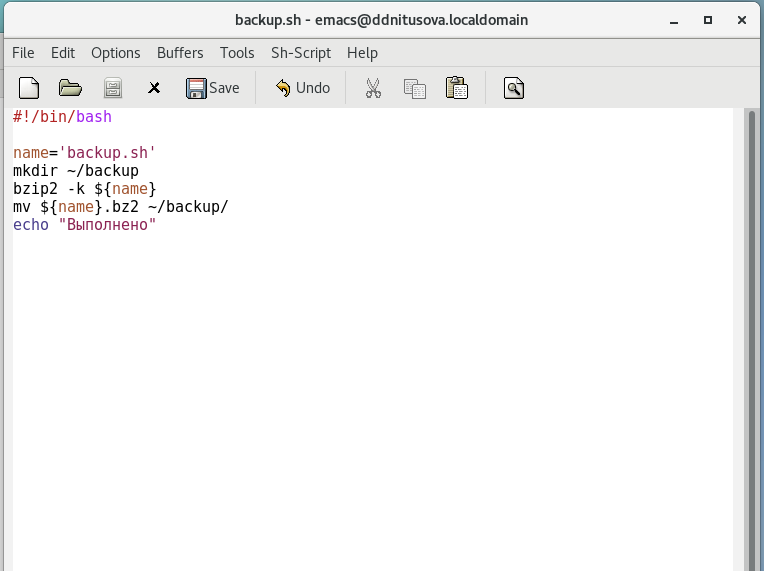 backup.sh - emacs@ddnitusova.localdomain
File Edit Options Buffers Tools Sh-Script Help
Save Undo
#!/bin/bash
name='backup.sh'
mkdir ~/backup
bzip2 -k ${name}
mv ${name}.bz2 ~/backup/
echo "Выполнено"